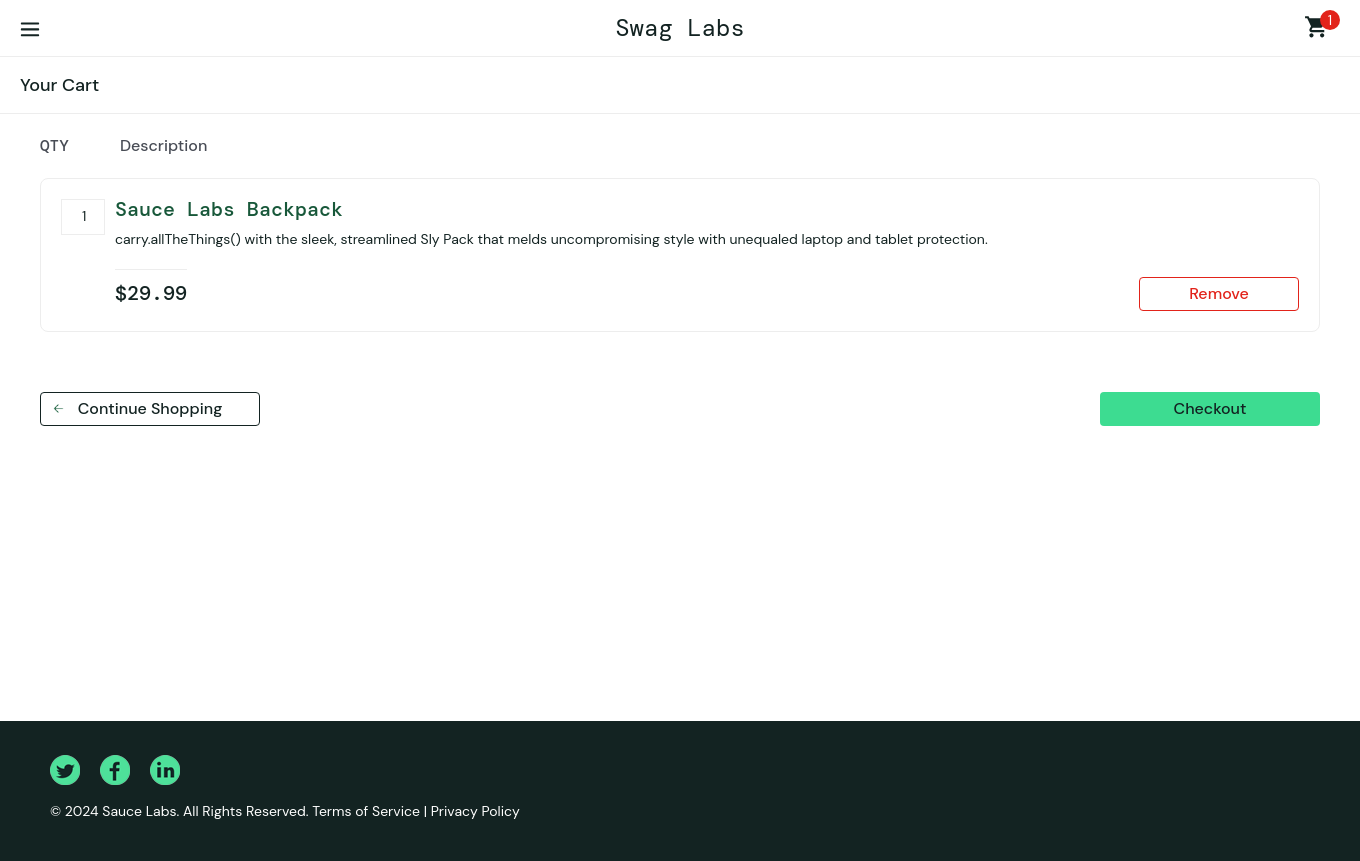 Swag Labs
1
Your Cart
QTY Description
1
Sauce Labs Backpack
carry.allTheThings() with the sleek, streamlined Sly Pack that melds uncompromising style with unequaled laptop and tablet protection.
$29.99
Remove
Continue Shopping
Checkout
© 2024 Sauce Labs. All Rights Reserved. Terms of Service | Privacy Policy